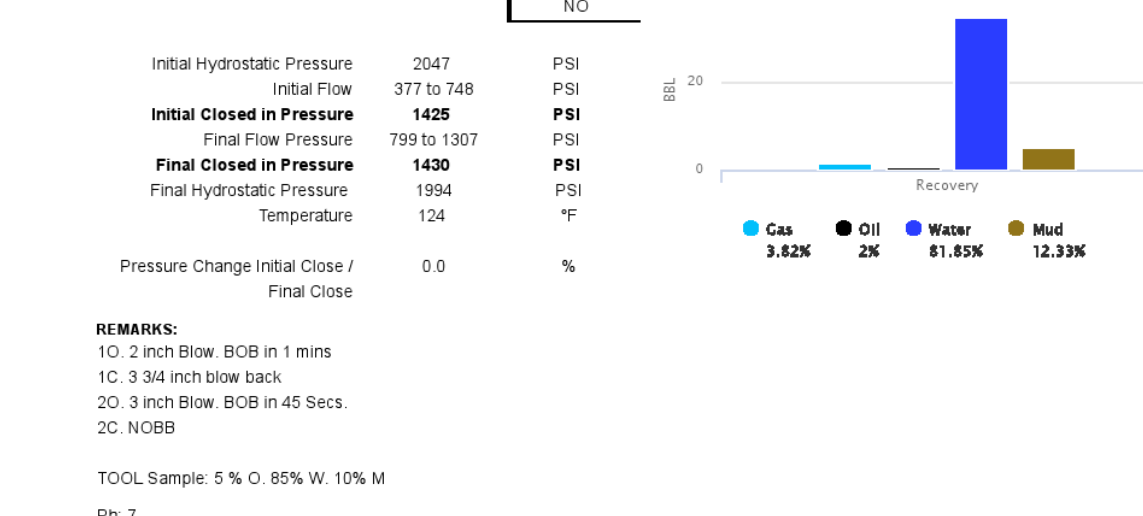 NO
Initial Hydrostatic Pressure 2047 PSI
Initial Flow 377 to 748 PSI
Initial Closed in Pressure 1425 PSI
Final Flow Pressure 799 to 1307 PSI
Final Closed in Pressure 1430 PSI
Final Hydrostatic Pressure 1994 PSI
Temperature 124 °F
Pressure Change Initial Close / 0.0 %
Final Close
BBL
20
0
Recovery
Gas Oil Water Mud
3.82% 2% 81.85% 12.33%
REMARKS:
1O. 2 inch Blow. BOB in 1 mins
1C. 3 3/4 inch blow back
2O. 3 inch Blow. BOB in 45 Secs.
2C. NOBB
TOOL Sample: 5 % O. 85% W. 10% M
Ph: 7